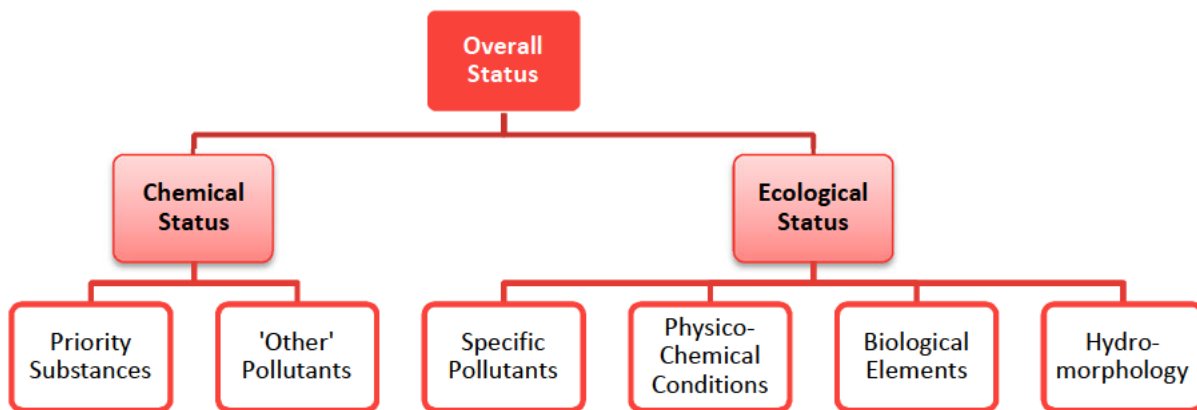 Overall
Status
Chemical
Status
Ecological
Status
Priority
Substances
'Other'
Pollutants
Specific
Pollutants
Physico-
Chemical
Conditions
Biological
Elements
Hydro-
morphology